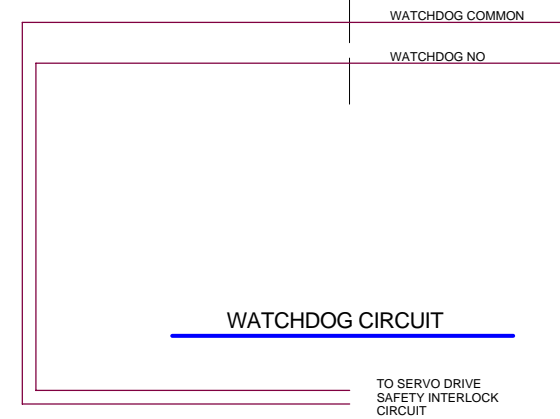 WATCHDOG COMMON
WATCHDOG NO
WATCHDOG CIRCUIT
TO SERVO DRIVE
SAFETY INTERLOCK
CIRCUIT